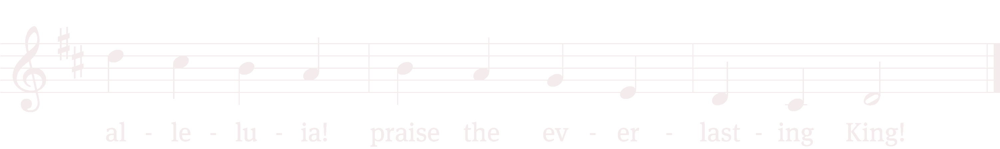 al - le - lu - ia! praise the ev - er - last - ing King!